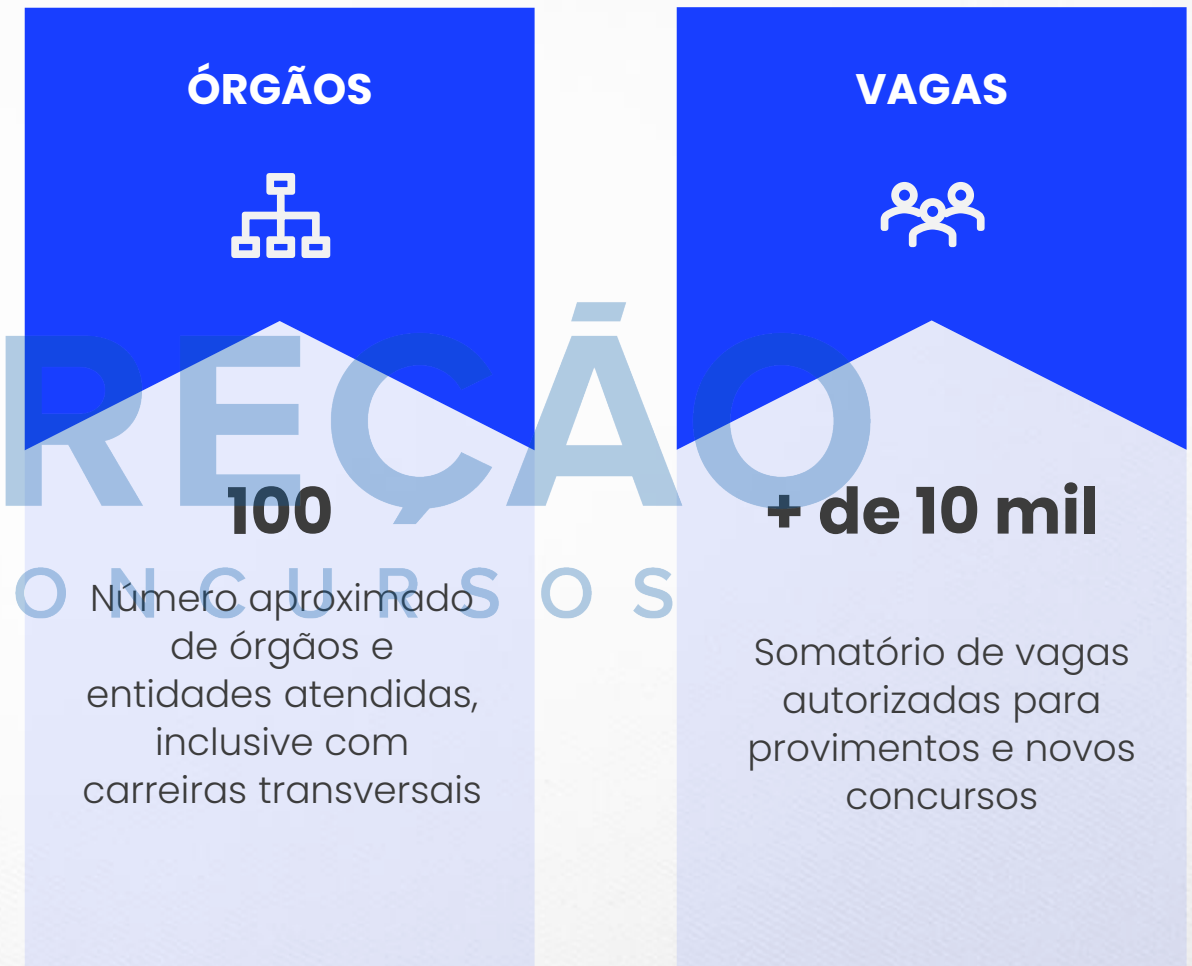 ÓRGÃOS
100
Número aproximado
de órgãos e
entidades atendidas,
inclusive com
carreiras transversais
VAGAS
+ de 10 mil
Somatório de vagas
autorizadas para
provimentos e novos
concursos
REÇÃO
ONCURSOS